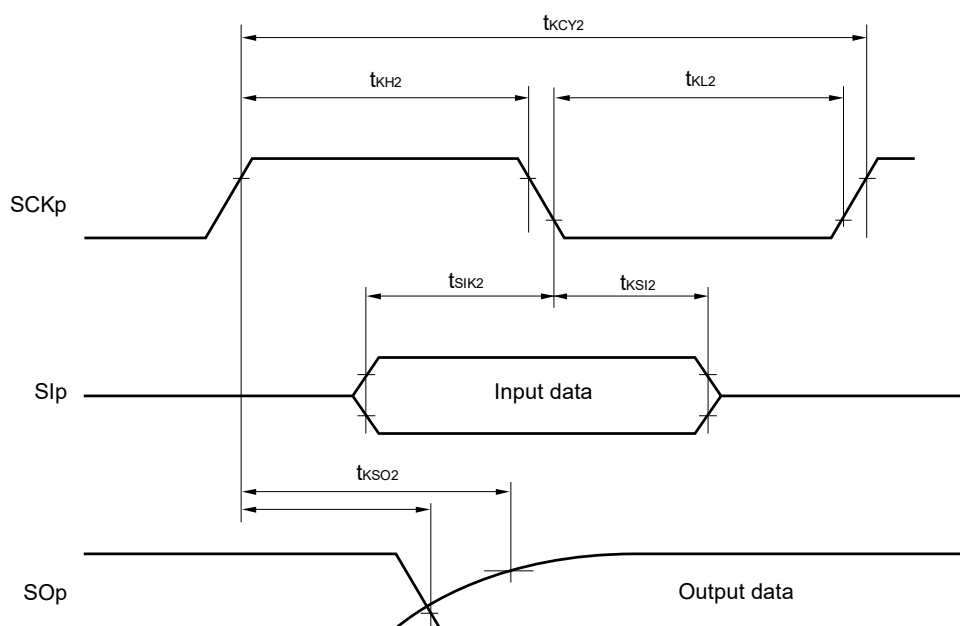 tKCY2
tKH2
tKL2
SCKp
tSIK2
tKSI2
SIp
Input data
tKSO2
SOp
Output data